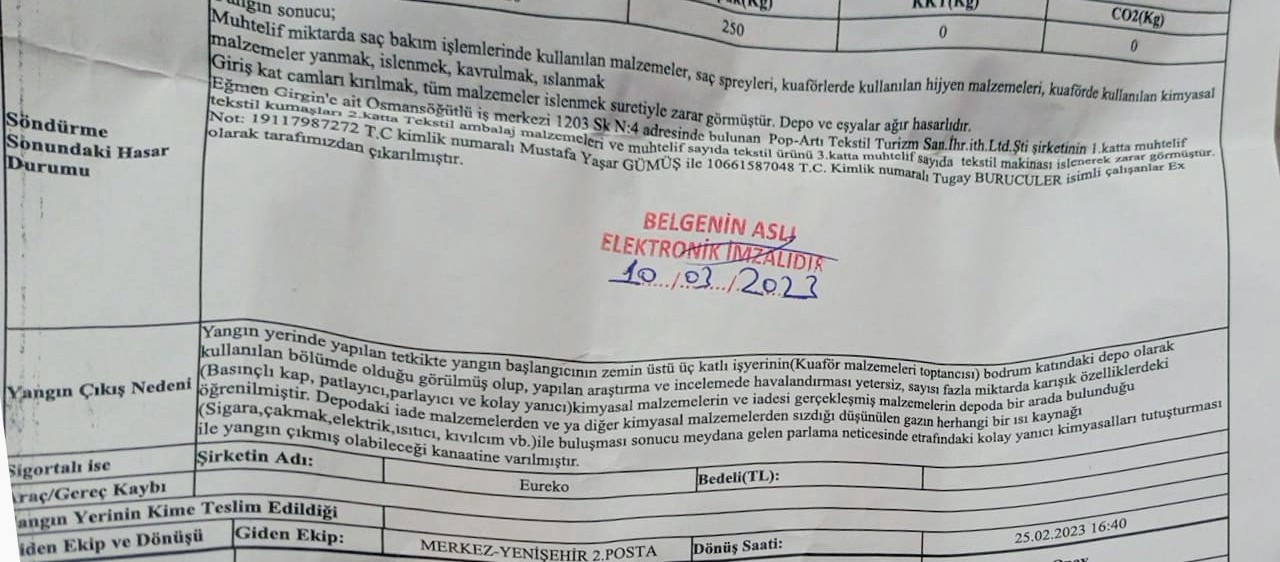 KKT(Kg)
CO2(Kg)
250
0
0
Söndürme
Sonundaki Hasar
Durumu
sonucu;
Muhtelif miktarda saç bakım işlemlerinde kullanılan malzemeler, saç spreyleri, kuaförlerde kullanılan hijyen malzemeleri, kuaförde kullanılan kimyasal
malzemeler yanmak, islenmek, kavrulmak, ıslanmak
Giriş kat camları kırılmak, tüm malzemeler islenmek suretiyle zarar görmüştür. Depo ve eşyalar ağır hasarlıdır.
Eğmen Girgin'e ait Osmansöğütlü iş merkezi 1203 Sk N:4 adresinde bulunan Pop-Artı Tekstil Turizm San.İhr.ith.Ltd.Şti şirketinin 1.katta muhtelif
tekstil kumaşları 2.katta Tekstil ambalaj malzemeleri ve muhtelif sayıda tekstil ürünü 3.katta muhtelif sayıda tekstil makinası islenerek zarar görmüştür.
Not: 19117987272 T.C kimlik numaralı Mustafa Yaşar GÜMÜŞ ile 10661587048 T.C. Kimlik numaralı Tugay BURUCULER isimli çalışanlar Ex
olarak tarafımızdan çıkarılmıştır.
BELGENİN ASLI
ELEKTRONİK İMZALIDIR
10.../.03.../.2023
Yangın Çıkış Nedeni
Yangın yerinde yapılan tetkikte yangın başlangıcının zemin üstü üç katlı işyerinin(Kuaför malzemeleri toptancısı) bodrum katındaki depo olarak
kullanılan bölümde olduğu görülmüş olup, yapılan araştırma ve incelemede havalandırması yetersiz, sayısı fazla miktarda karışık özelliklerdeki
(Basınçlı kap, patlayıcı,parlayıcı ve kolay yanıcı)kimyasal malzemelerin ve iadesi gerçekleşmiş malzemelerin depoda bir arada bulunduğu
öğrenilmiştir. Depodaki iade malzemelerden ve ya diğer kimyasal malzemelerden sızdığı düşünülen gazın herhangi bir ısı kaynağı
(Sigara,çakmak,elektrik,ısıtıcı, kıvılcım vb.)ile buluşması sonucu meydana gelen parlama neticesinde etrafındaki kolay yanıcı kimyasalları tutuşturması
ile yangın çıkmış olabileceği kanaatine varılmıştır.
Sigortalı ise
Şirketin Adı:
Eureko
Bedeli(TL):
Araç/Gereç Kaybı
Yangın Yerinin Kime Teslim Edildiği
Giden Ekip ve Dönüşü
Giden Ekip:
MERKEZ-YENİŞEHİR 2.POSTA
Dönüş Saati:
25.02.2023 16:40